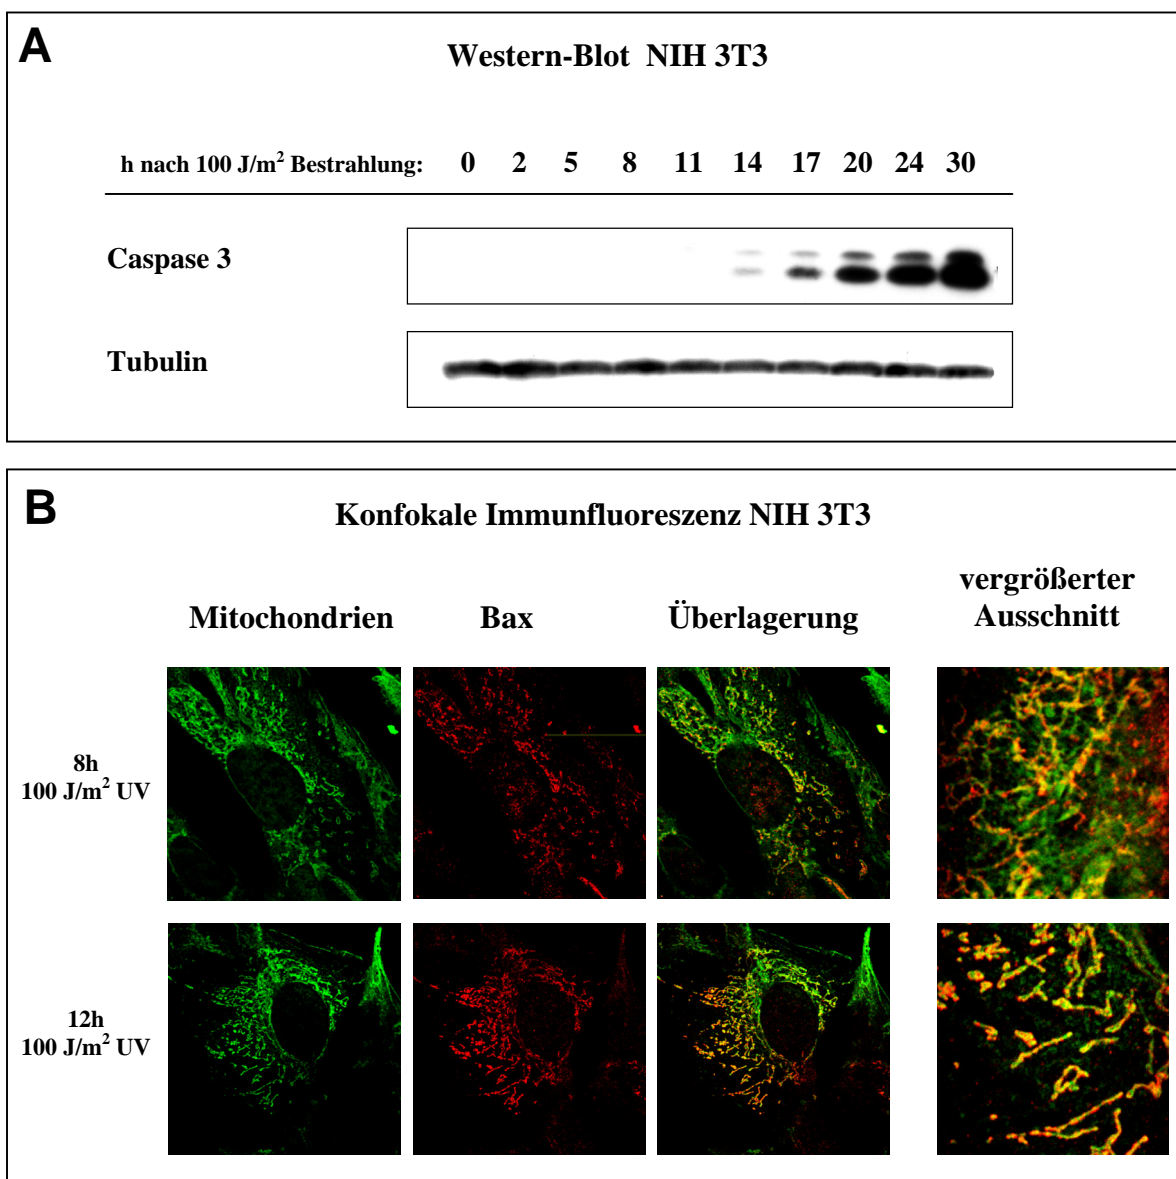 A
Western-Blot NIH 3T3
h nach 100 J/m² Bestrahlung: 0 2 5 8 11 14 17 20 24 30
Caspase 3
Tubulin
B
Konfokale Immunfluoreszenz NIH 3T3
Mitochondrien Bax Überlagerung vergrößerter
Ausschnitt
8h
100 J/m² UV
12h
100 J/m² UV